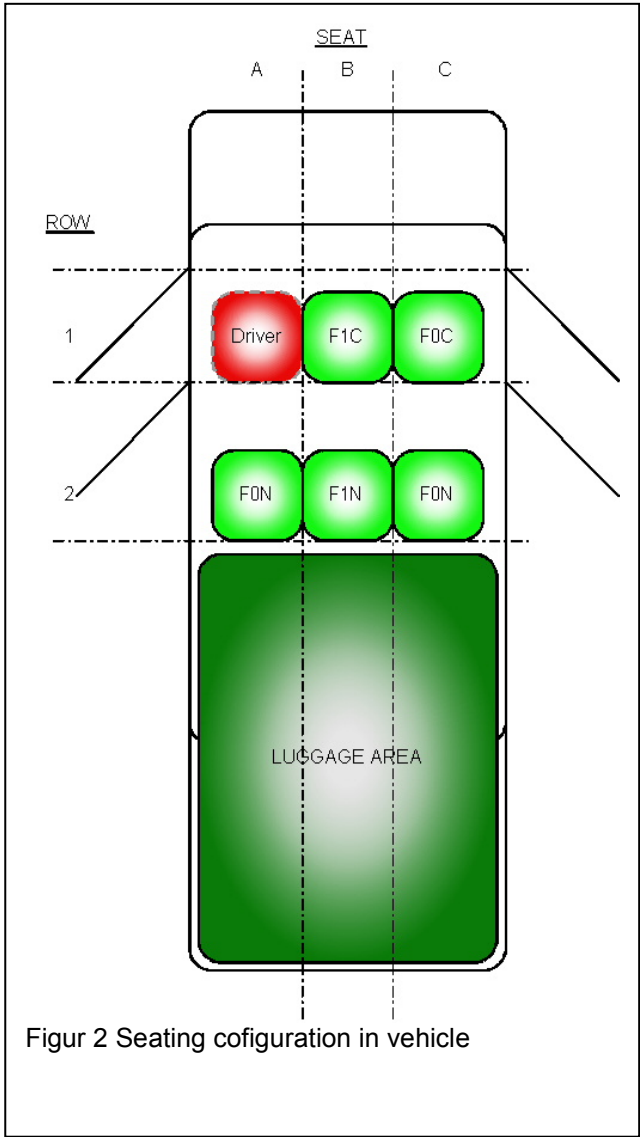 SEAT
A B C
ROW
1 Driver F1C F0C
2 F0N F1N F0N
LUGGAGE AREA
Figur 2 Seating cofiguration in vehicle